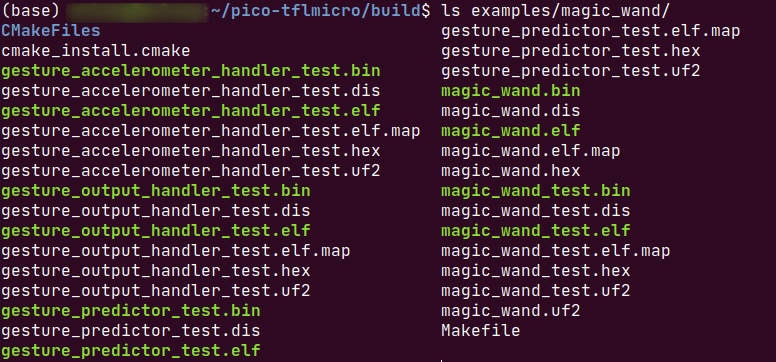 (base) :~/pico-tflmicro/build$ ls examples/magic_wand/
CMakeFiles
cmake_install.cmake
gesture_accelerometer_handler_test.bin
gesture_accelerometer_handler_test.dis
gesture_accelerometer_handler_test.elf
gesture_accelerometer_handler_test.elf.map
gesture_accelerometer_handler_test.hex
gesture_accelerometer_handler_test.uf2
gesture_output_handler_test.bin
gesture_output_handler_test.dis
gesture_output_handler_test.elf
gesture_output_handler_test.elf.map
gesture_output_handler_test.hex
gesture_output_handler_test.uf2
gesture_predictor_test.bin
gesture_predictor_test.dis
gesture_predictor_test.elf
gesture_predictor_test.elf.map
gesture_predictor_test.hex
gesture_predictor_test.uf2
magic_wand.bin
magic_wand.dis
magic_wand.elf
magic_wand.elf.map
magic_wand.hex
magic_wand_test.bin
magic_wand_test.dis
magic_wand_test.elf
magic_wand_test.elf.map
magic_wand_test.hex
magic_wand_test.uf2
magic_wand.uf2
Makefile